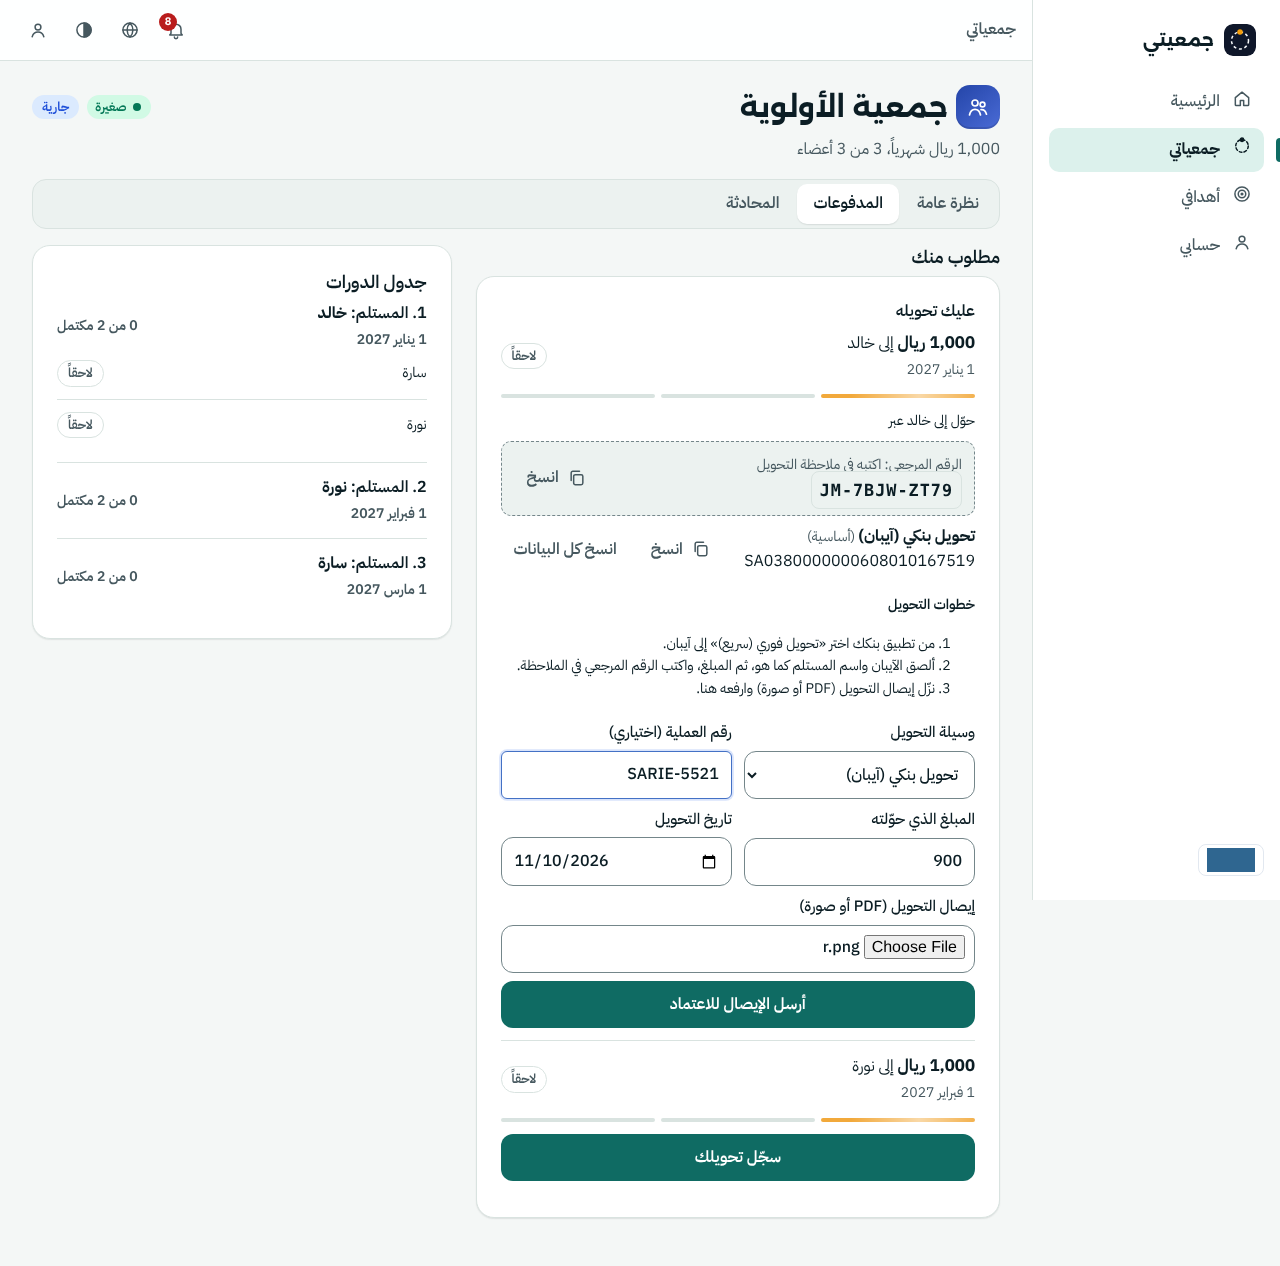 جمعيتي
الرئيسية
جمعياتي
أهدافي
حسابي
جمعياتي
8
جمعية الأولوية
صغيرة
جارية
1,000 ريال شهرياً، 3 من 3 أعضاء
نظرة عامة
المدفوعات
المحادثة
مطلوب منك
عليك تحويله
1,000 ريال إلى خالد
1 يناير 2027
لاحقاً
حوّل إلى خالد عبر
الرقم المرجعي: اكتبه في ملاحظة التحويل
JM-7BJW-ZT79
انسخ
تحويل بنكي (آيبان) (أساسية)
SA0380000000608010167519
انسخ
انسخ كل البيانات
خطوات التحويل
1. من تطبيق بنكك اختر «تحويل فوري (سريع)» إلى آيبان.
2. ألصق الآيبان واسم المستلم كما هو، ثم المبلغ، واكتب الرقم المرجعي في الملاحظة.
3. نزّل إيصال التحويل (PDF أو صورة) وارفعه هنا.
وسيلة التحويل
تحويل بنكي (آيبان)
رقم العملية (اختياري)
SARIE-5521
المبلغ الذي حوّلته
900
تاريخ التحويل
11/10/2026
إيصال التحويل (PDF أو صورة)
Choose File r.png
أرسل الإيصال للاعتماد
1,000 ريال إلى نورة
1 فبراير 2027
لاحقاً
سجّل تحويلك
جدول الدورات
1. المستلم: خالد
1 يناير 2027
0 من 2 مكتمل
سارة
لاحقاً
نورة
لاحقاً
2. المستلم: نورة
1 فبراير 2027
0 من 2 مكتمل
3. المستلم: سارة
1 مارس 2027
0 من 2 مكتمل